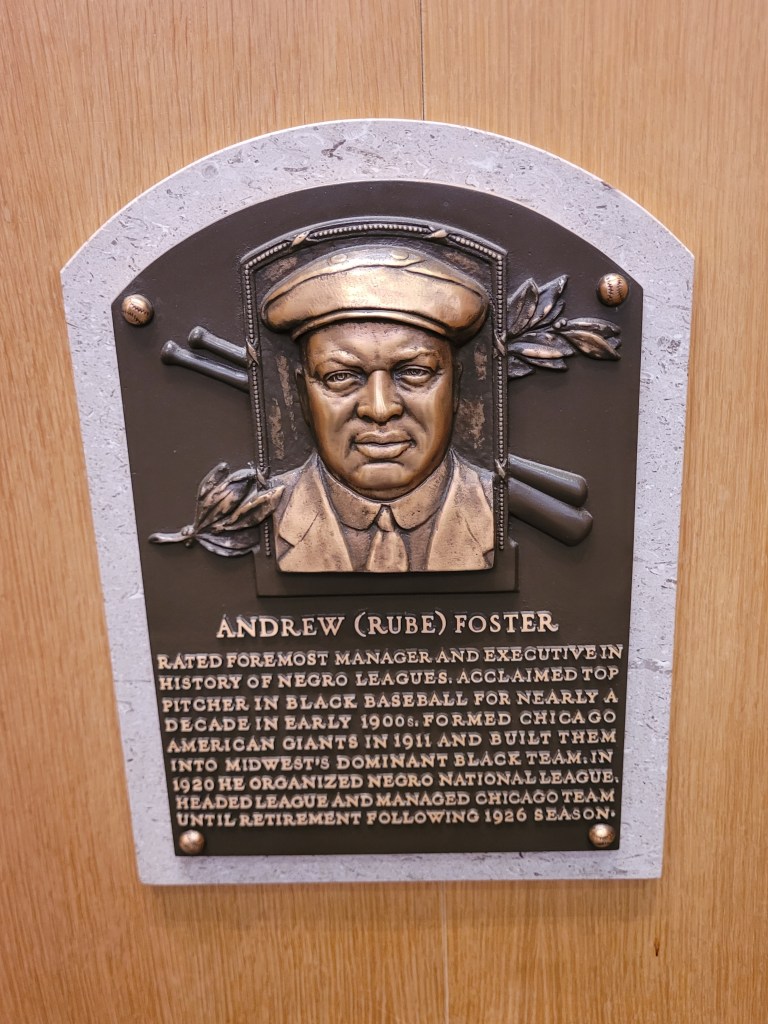 ANDREW (RUBE) FOSTER
RATED FOREMOST MANAGER AND EXECUTIVE IN
HISTORY OF NEGRO LEAGUES. ACCLAIMED TOP
PITCHER IN BLACK BASEBALL FOR NEARLY A
DECADE IN EARLY 1900s. FORMED CHICAGO
AMERICAN GIANTS IN 1911 AND BUILT THEM
INTO MIDWEST'S DOMINANT BLACK TEAM. IN
1920 HE ORGANIZED NEGRO NATIONAL LEAGUE.
HEADED LEAGUE AND MANAGED CHICAGO TEAM
UNTIL RETIREMENT FOLLOWING 1926 SEASON.